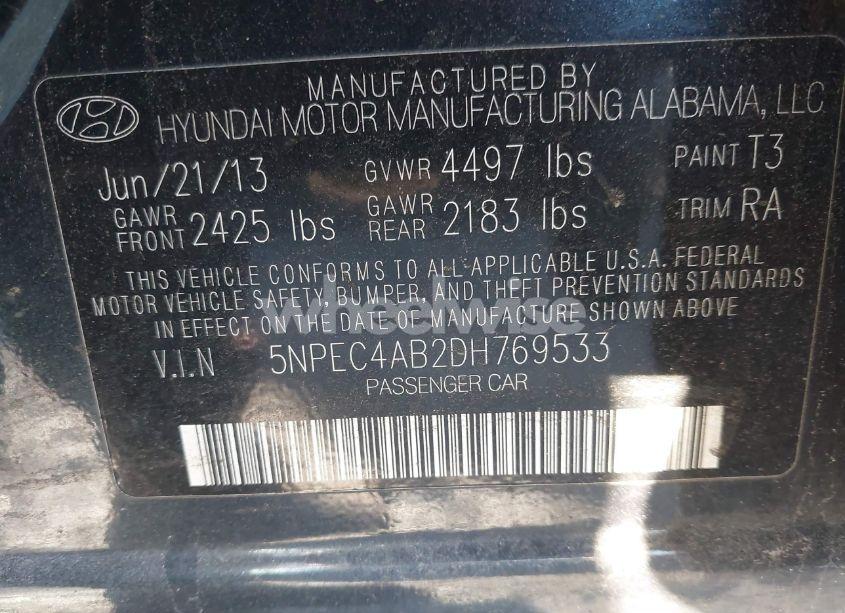 MANUFACTURED BY
HYUNDAI MOTOR MANUFACTURING ALABAMA, LLC
Jun/21/13 GVWR 4497 lbs PAINT T3
GAWR FRONT 2425 lbs GAWR REAR 2183 lbs TRIM RA
THIS VEHICLE CONFORMS TO ALL APPLICABLE U.S.A. FEDERAL
MOTOR VEHICLE SAFETY, BUMPER, AND THEFT PREVENTION STANDARDS
IN EFFECT ON THE DATE OF MANUFACTURE SHOWN ABOVE
wheelwise
V.I.N 5NPEC4AB2DH769533
PASSENGER CAR